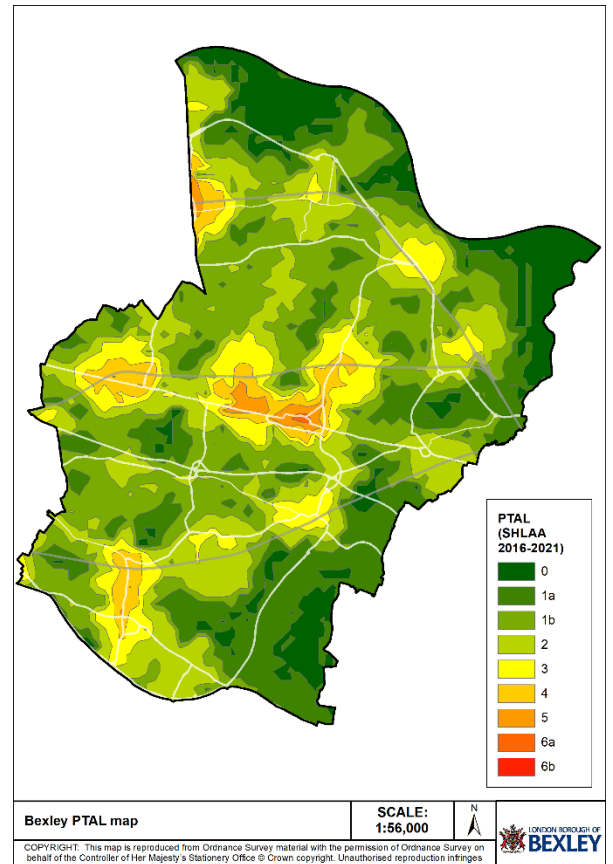 PTAL
(SHLAA
2016-2021)
0
1a
1b
2
3
4
5
6a
6b
Bexley PTAL map
SCALE:
1:56,000
N
LONDON BOROUGH OF
BEXLEY
COPYRIGHT: This map is reproduced from Ordnance Survey material with the permission of Ordnance Survey on
behalf of the Controller of Her Majesty's Stationery Office © Crown copyright. Unauthorised reproduction infringes